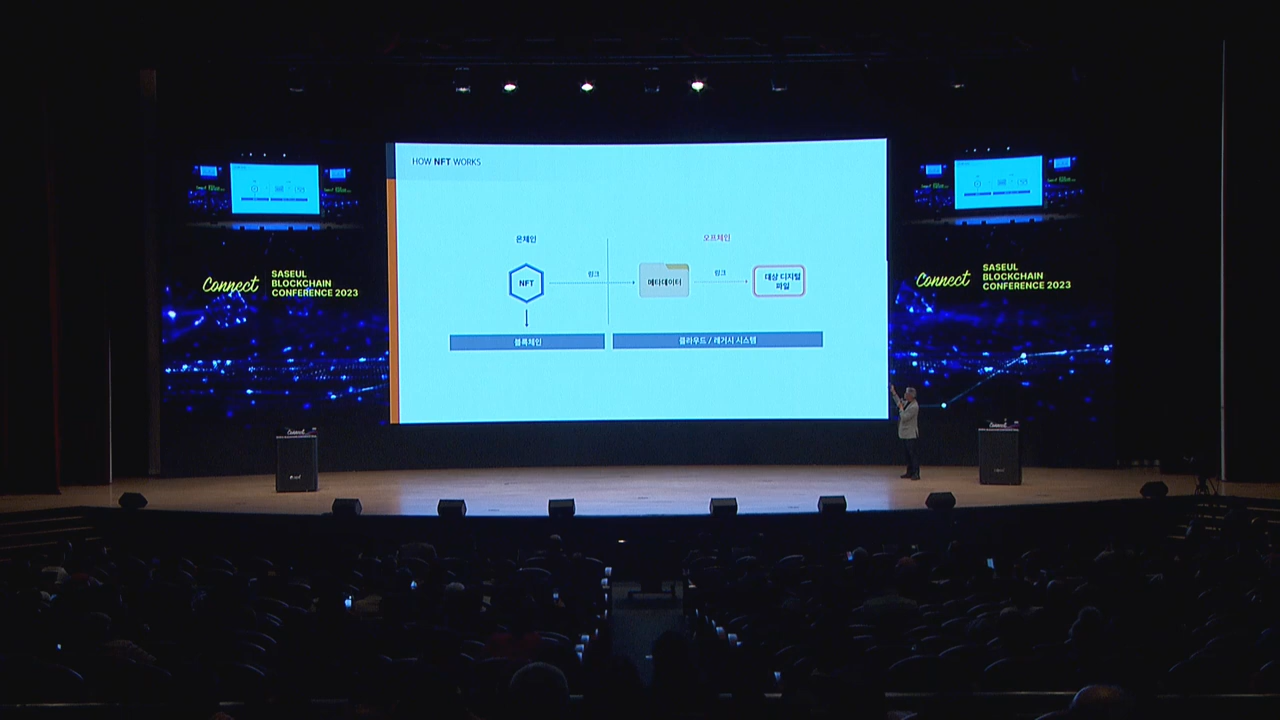 HOW NFT WORKS
온체인
오프체인
NFT
링크
메타데이터
링크
대상 디지털
파일
블록체인
클라우드 / 레거시 시스템
Connect
SASEUL
BLOCKCHAIN
CONFERENCE 2023
Connect
SASEUL
BLOCKCHAIN
CONFERENCE 2023
Connect
Connect